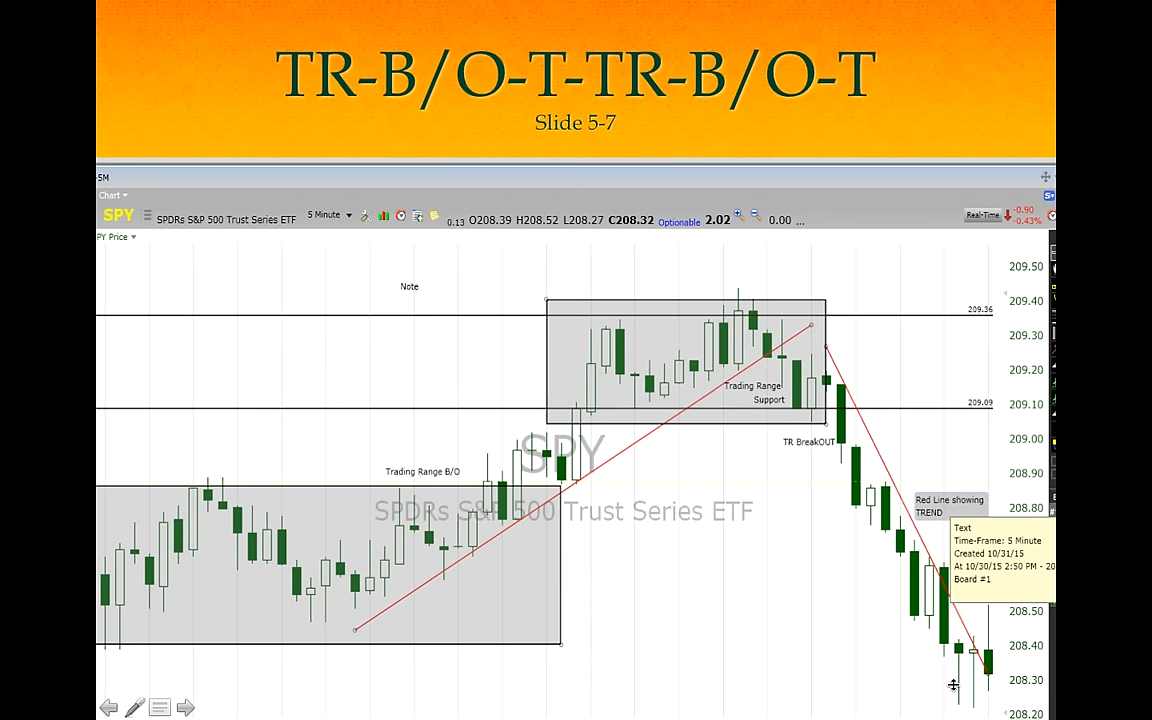 TR-B/O-T-TR-B/O-T
Slide 5-7
5M
Chart
SPY SPDRs S&P 500 Trust Series ETF 5 Minute 0.13 O208.39 H208.52 L208.27 C208.32 Optionable 2.02 0.00 ... Real-Time -0.90
-0.43%
PY Price
209.50
Note
209.40
209.36
209.30
209.20
Trading Range
Support
209.10
209.09
TR BreakOUT
209.00
SPY
Trading Range B/O
208.90
Red Line showing
TREND
208.80
SPDRs S&P 500 Trust Series ETF
Text
Time-Frame: 5 Minute
Created 10/31/15
At 10/30/15 2:50 PM - 20
Board #1
208.50
208.40
208.30
208.20